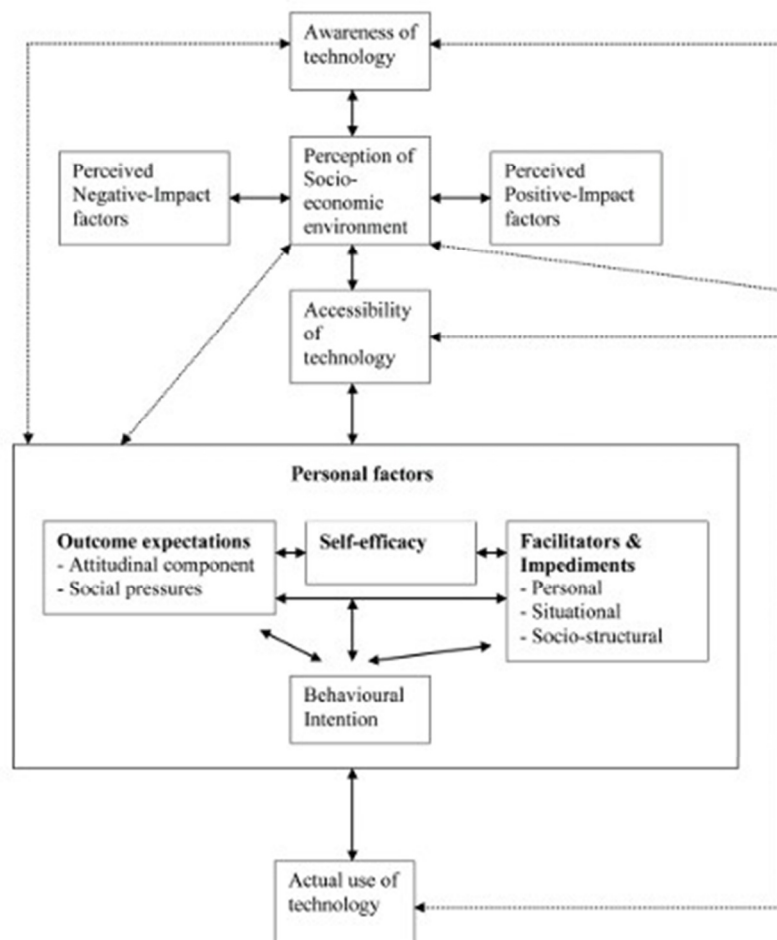 Awareness of
technology
Perceived
Negative-Impact
factors
Perception of
Socio-
economic
environment
Perceived
Positive-Impact
factors
Accessibility
of
technology
Personal factors
Outcome expectations
- Attitudinal component
- Social pressures
Self-efficacy
Facilitators &
Impediments
- Personal
- Situational
- Socio-structural
Behavioural
Intention
Actual use of
technology